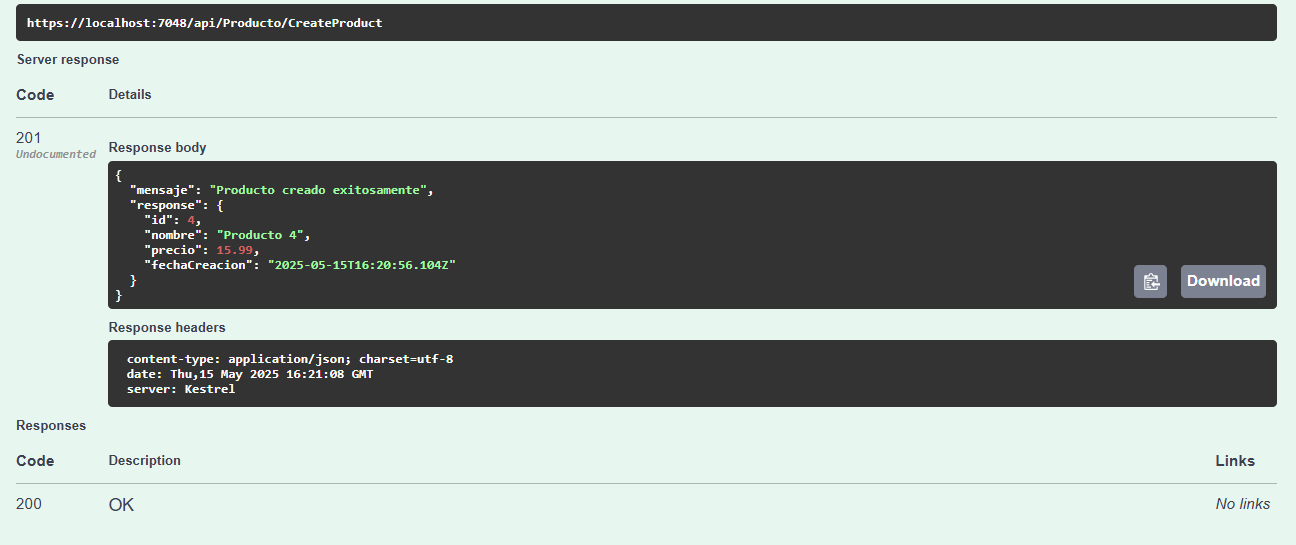 https://localhost:7048/api/Producto/CreateProduct
Server response
Code Details
201
Undocumented
Response body
{
  "mensaje": "Producto creado exitosamente",
  "response": {
    "id": 4,
    "nombre": "Producto 4",
    "precio": 15.99,
    "fechaCreacion": "2025-05-15T16:20:56.104Z"
  }
}
Download
Response headers
content-type: application/json; charset=utf-8
date: Thu,15 May 2025 16:21:08 GMT
server: Kestrel
Responses
Code Description Links
200 OK No links